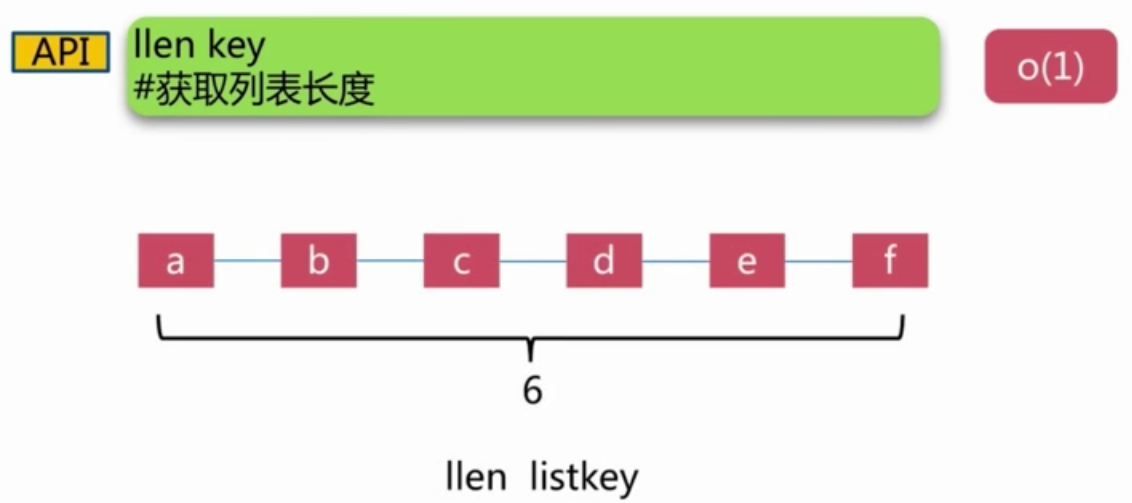 API
llen key
#获取列表长度
o(1)
a b c d e f
6
llen listkey